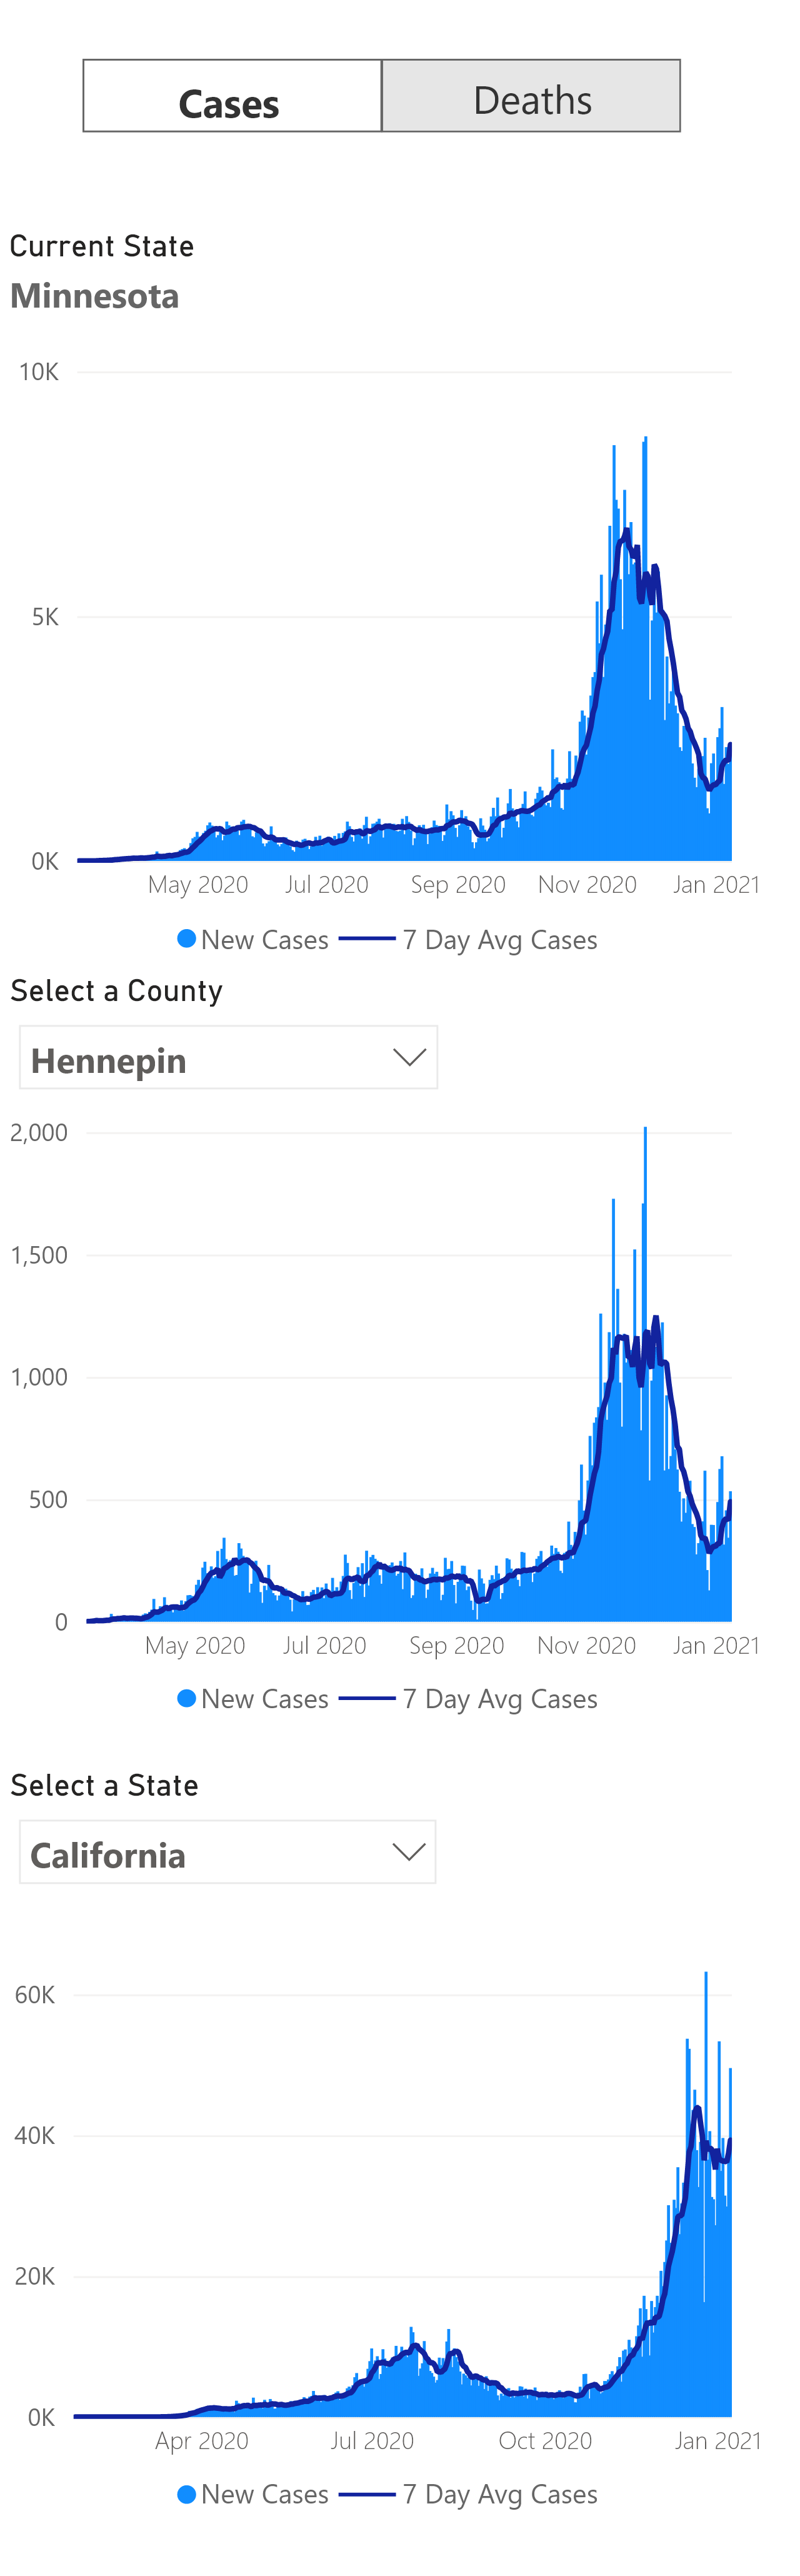 Cases Deaths
Current State
Minnesota
10K
5K
0K
May 2020 Jul 2020 Sep 2020 Nov 2020 Jan 2021
New Cases 7 Day Avg Cases
Select a County
Hennepin
2,000
1,500
1,000
500
0
May 2020 Jul 2020 Sep 2020 Nov 2020 Jan 2021
New Cases 7 Day Avg Cases
Select a State
California
60K
40K
20K
0K
Apr 2020 Jul 2020 Oct 2020 Jan 2021
New Cases 7 Day Avg Cases